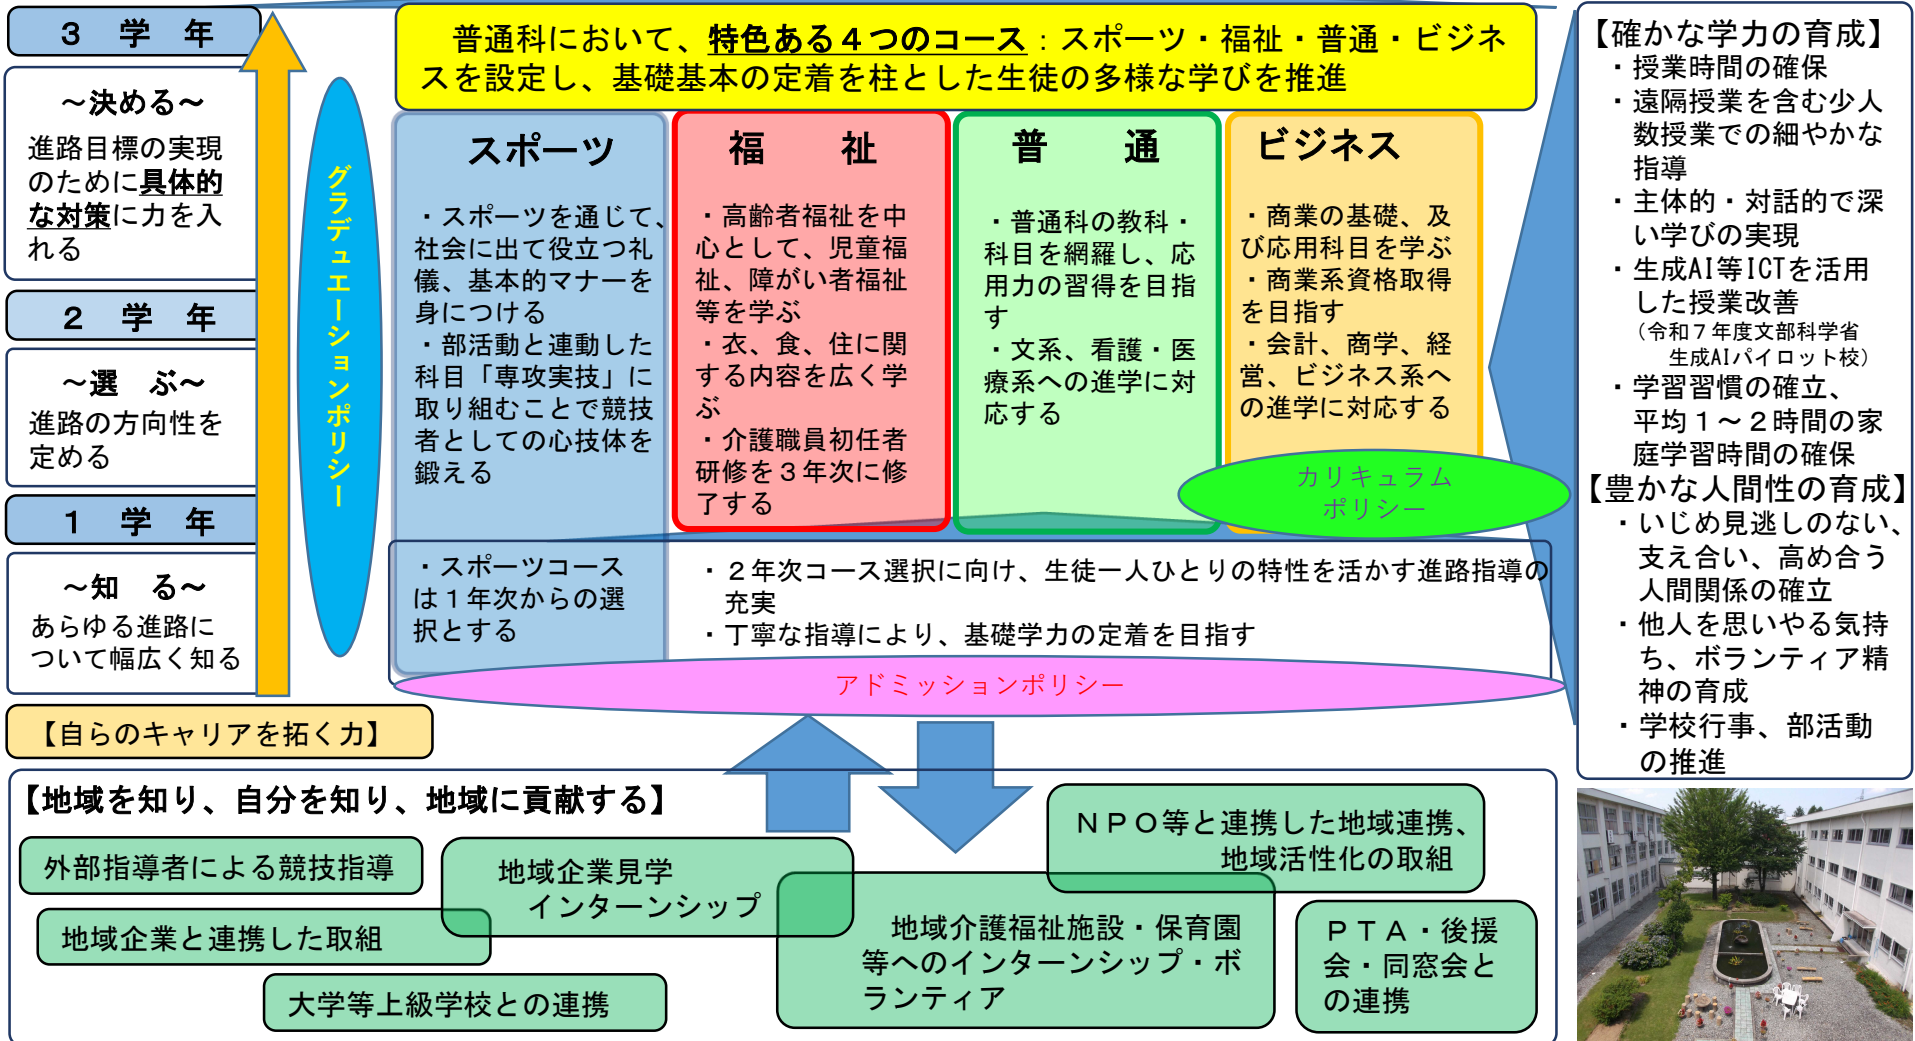 ３　学　年
～決める～
進路目標の実現
のために具体的
な対策に力を入
れる
２　学　年
～選　ぶ～
進路の方向性を
定める
１　学　年
～知　る～
あらゆる進路に
ついて幅広く知る
【自らのキャリアを拓く力】
グラデュエーションポリシー
普通科において、特色ある４つのコース：スポーツ・福祉・普通・ビジネ
スを設定し、基礎基本の定着を柱とした生徒の多様な学びを推進
スポーツ
・スポーツを通じて、
社会に出て役立つ礼
儀、基本的マナーを
身につける
・部活動と連動した
科目「専攻実技」に
取り組むことで競技
者としての心技体を
鍛える
福　祉
・高齢者福祉を中
心として、児童福
祉、障がい者福祉
等を学ぶ
・衣、食、住に関
する内容を広く学
ぶ
・介護職員初任者
研修を３年次に修
了する
普　通
・普通科の教科・
科目を網羅し、応
用力の習得を目指
す
・文系、看護・医
療系への進学に対
応する
ビジネス
・商業の基礎、及
び応用科目を学ぶ
・商業系資格取得
を目指す
・会計、商学、経
営、ビジネス系へ
の進学に対応する
カリキュラム
ポリシー
・スポーツコース
は１年次からの選
択とする
・２年次コース選択に向け、生徒一人ひとりの特性を活かす進路指導の
充実
・丁寧な指導により、基礎学力の定着を目指す
アドミッションポリシー
【確かな学力の育成】
・授業時間の確保
・遠隔授業を含む少人
数授業での細やかな
指導
・主体的・対話的で深
い学びの実現
・生成AI等ICTを活用
した授業改善
（令和７年度文部科学省
生成AIパイロット校）
・学習習慣の確立、
平均１～２時間の家
庭学習時間の確保
【豊かな人間性の育成】
・いじめ見逃しのない、
支え合い、高め合う
人間関係の確立
・他人を思いやる気持
ち、ボランティア精
神の育成
・学校行事、部活動
の推進
【地域を知り、自分を知り、地域に貢献する】
外部指導者による競技指導
地域企業と連携した取組
大学等上級学校との連携
地域企業見学
インターンシップ
地域介護福祉施設・保育園
等へのインターンシップ・ボ
ランティア
ＮＰＯ等と連携した地域連携、
地域活性化の取組
ＰＴＡ・後援
会・同窓会と
の連携